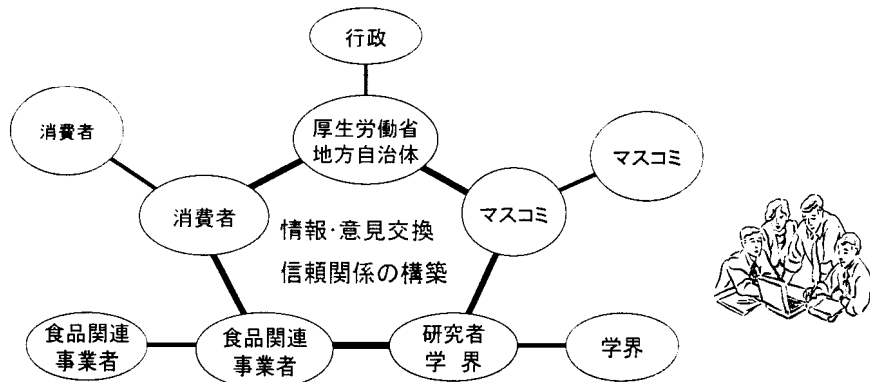 行政
消費者
厚生労働省
地方自治体
マスコミ
消費者
マスコミ
情報・意見交換
信頼関係の構築
食品関連
事業者
食品関連
事業者
研究者
学 界
学界